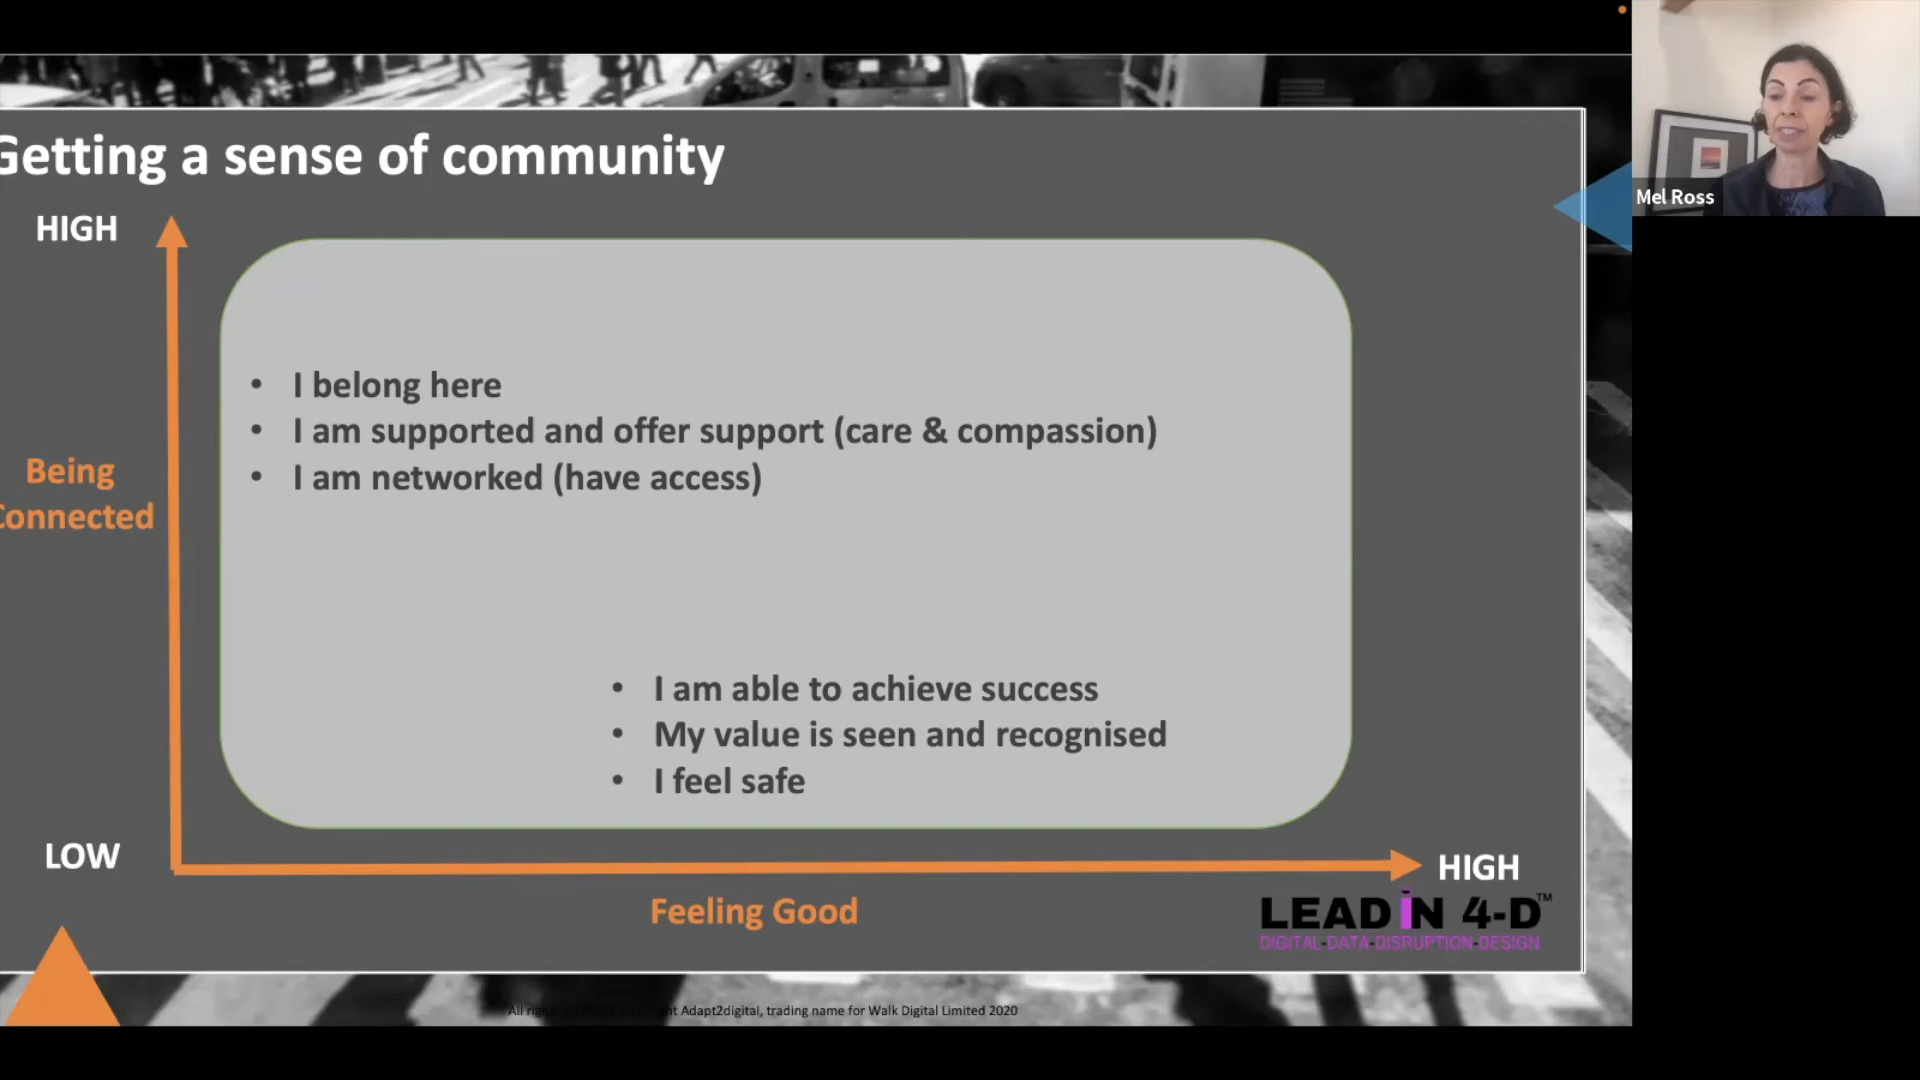 Getting a sense of community
HIGH
Mel Ross
• I belong here
• I am supported and offer support (care & compassion)
• I am networked (have access)
Being
Connected
• I am able to achieve success
• My value is seen and recognised
• I feel safe
LOW
HIGH
Feeling Good
LEAD iN 4-D™
DIGITAL-DATA-DISRUPTION-DESIGN
Adapt2digital, trading name for Walk Digital Limited 2020